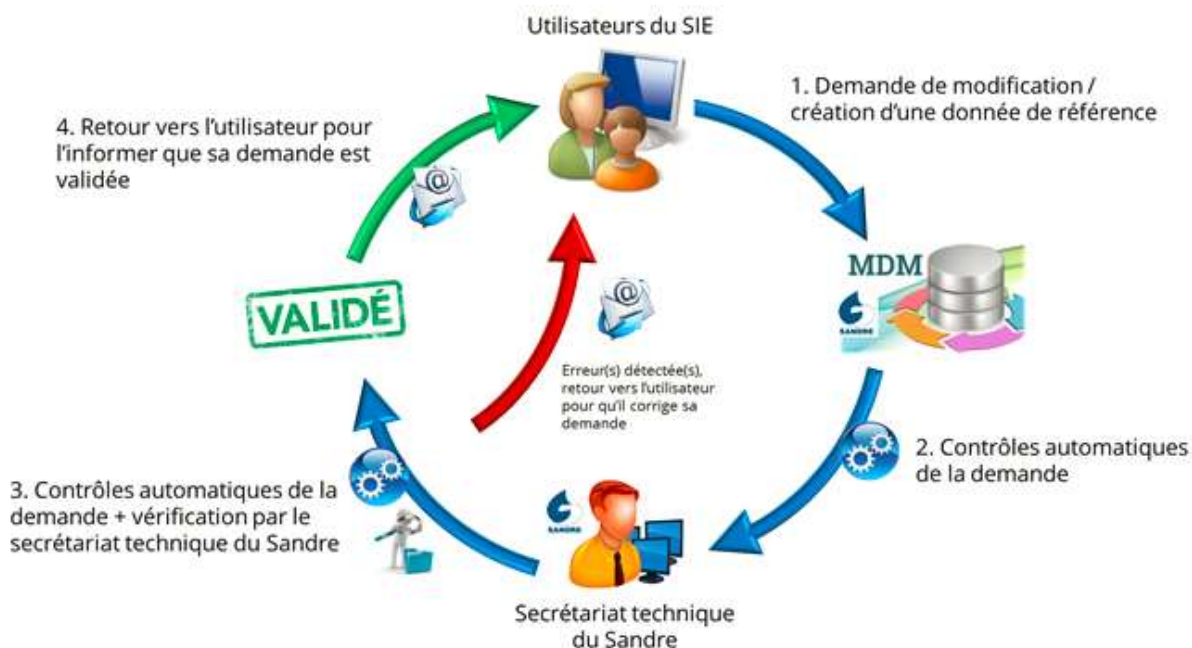 Utilisateurs du SIE
1. Demande de modification /
création d’une donnée de référence
MDM
SANDRE
2. Contrôles automatiques
de la demande
SANDRE
Secrétariat technique
du Sandre
3. Contrôles automatiques de la
demande + vérification par le
secrétariat technique du Sandre
VALIDÉ
4. Retour vers l’utilisateur pour
l’informer que sa demande est
validée
@
@
Erreur(s) détectée(s),
retour vers l’utilisateur
pour qu’il corrige sa
demande